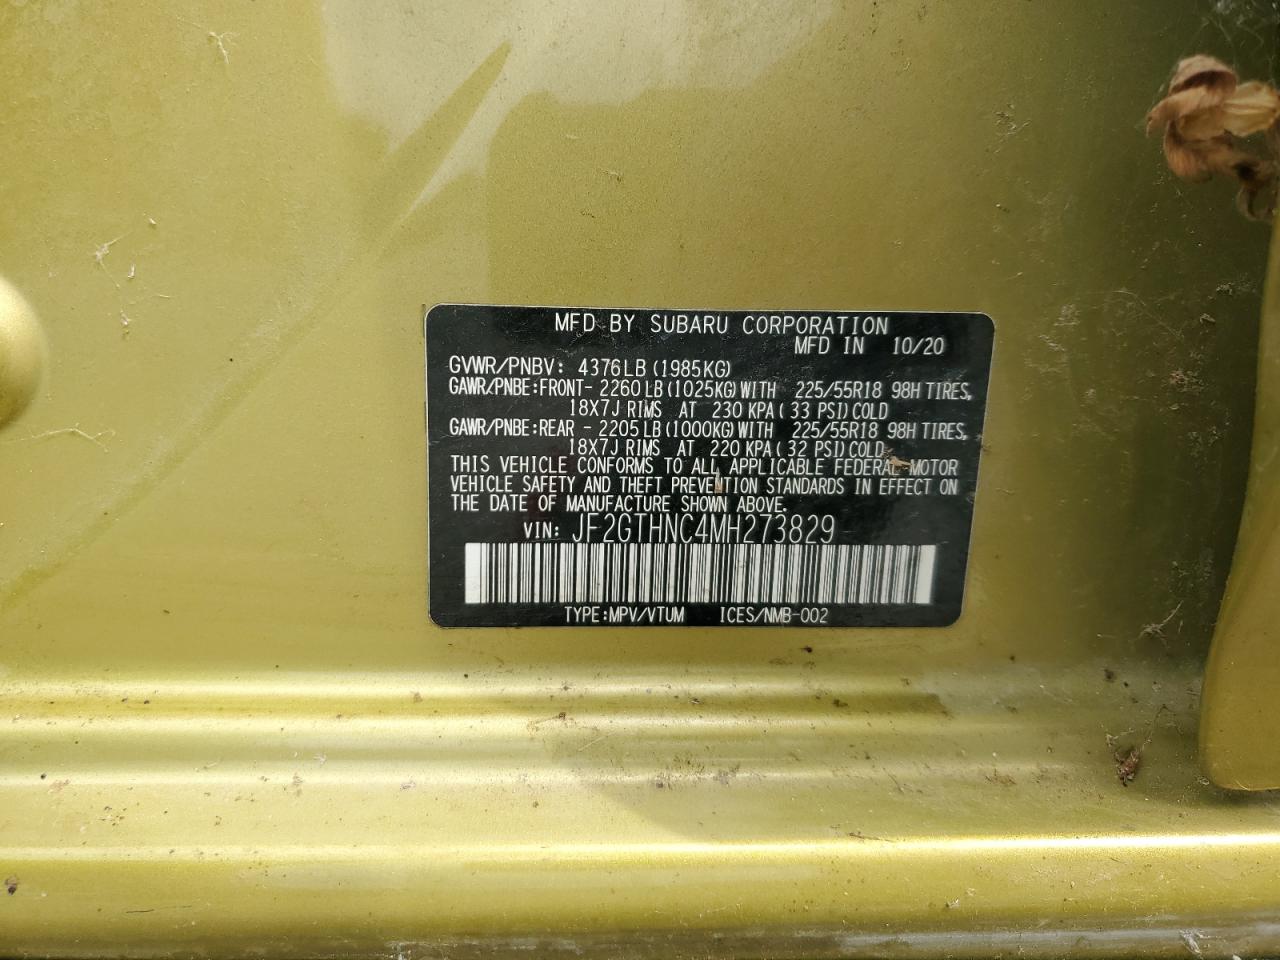 MFD BY SUBARU CORPORATION
MFD IN 10/20
GVWR/PNBV: 4376LB (1985KG)
GAWR/PNBE:FRONT- 2260LB (1025KG) WITH 225/55R18 98H TIRES,
18X7J RIMS AT 230 KPA ( 33 PSI) COLD
GAWR/PNBE:REAR - 2205LB (1000KG) WITH 225/55R18 98H TIRES,
18X7J RIMS AT 220 KPA ( 32 PSI) COLD
THIS VEHICLE CONFORMS TO ALL APPLICABLE FEDERAL MOTOR
VEHICLE SAFETY AND THEFT PREVENTION STANDARDS IN EFFECT ON
THE DATE OF MANUFACTURE SHOWN ABOVE.
VIN: JF2GTHNC4MH273829
TYPE:MPV/VTUM ICES/NMB-002